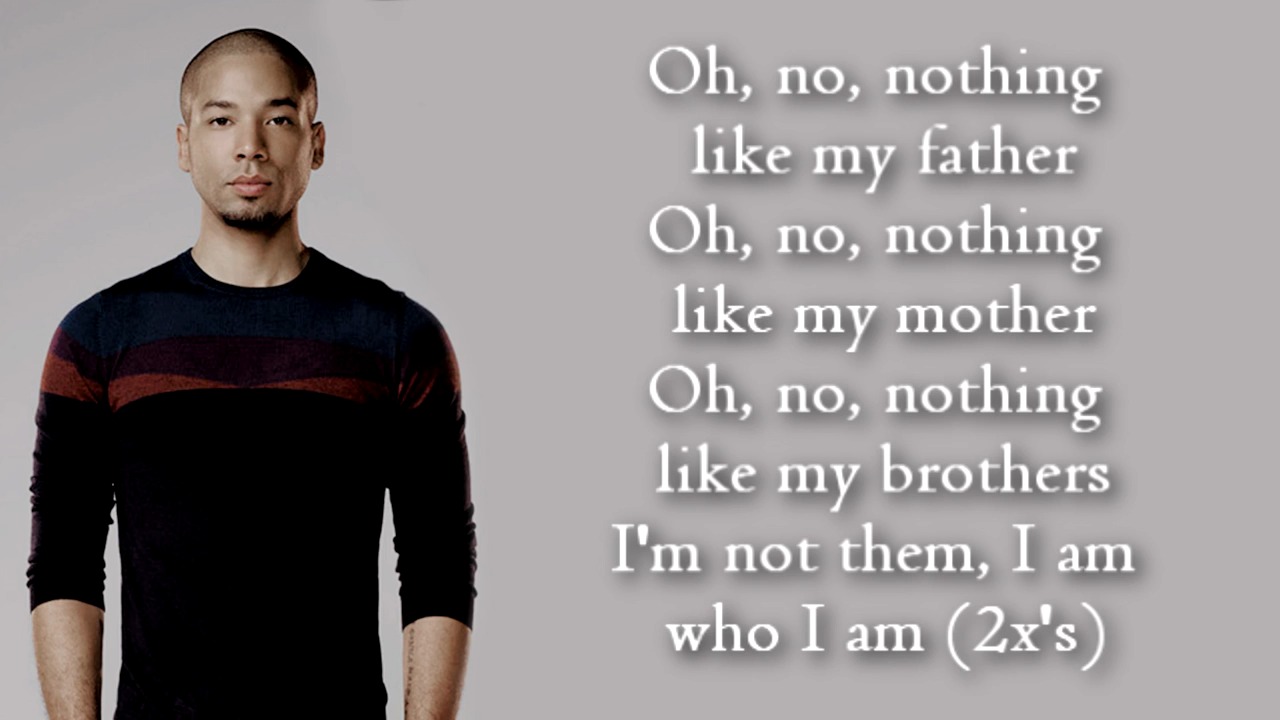 Oh, no, nothing
like my father
Oh, no, nothing
like my mother
Oh, no, nothing
like my brothers
I'm not them, I am
who I am (2x's)